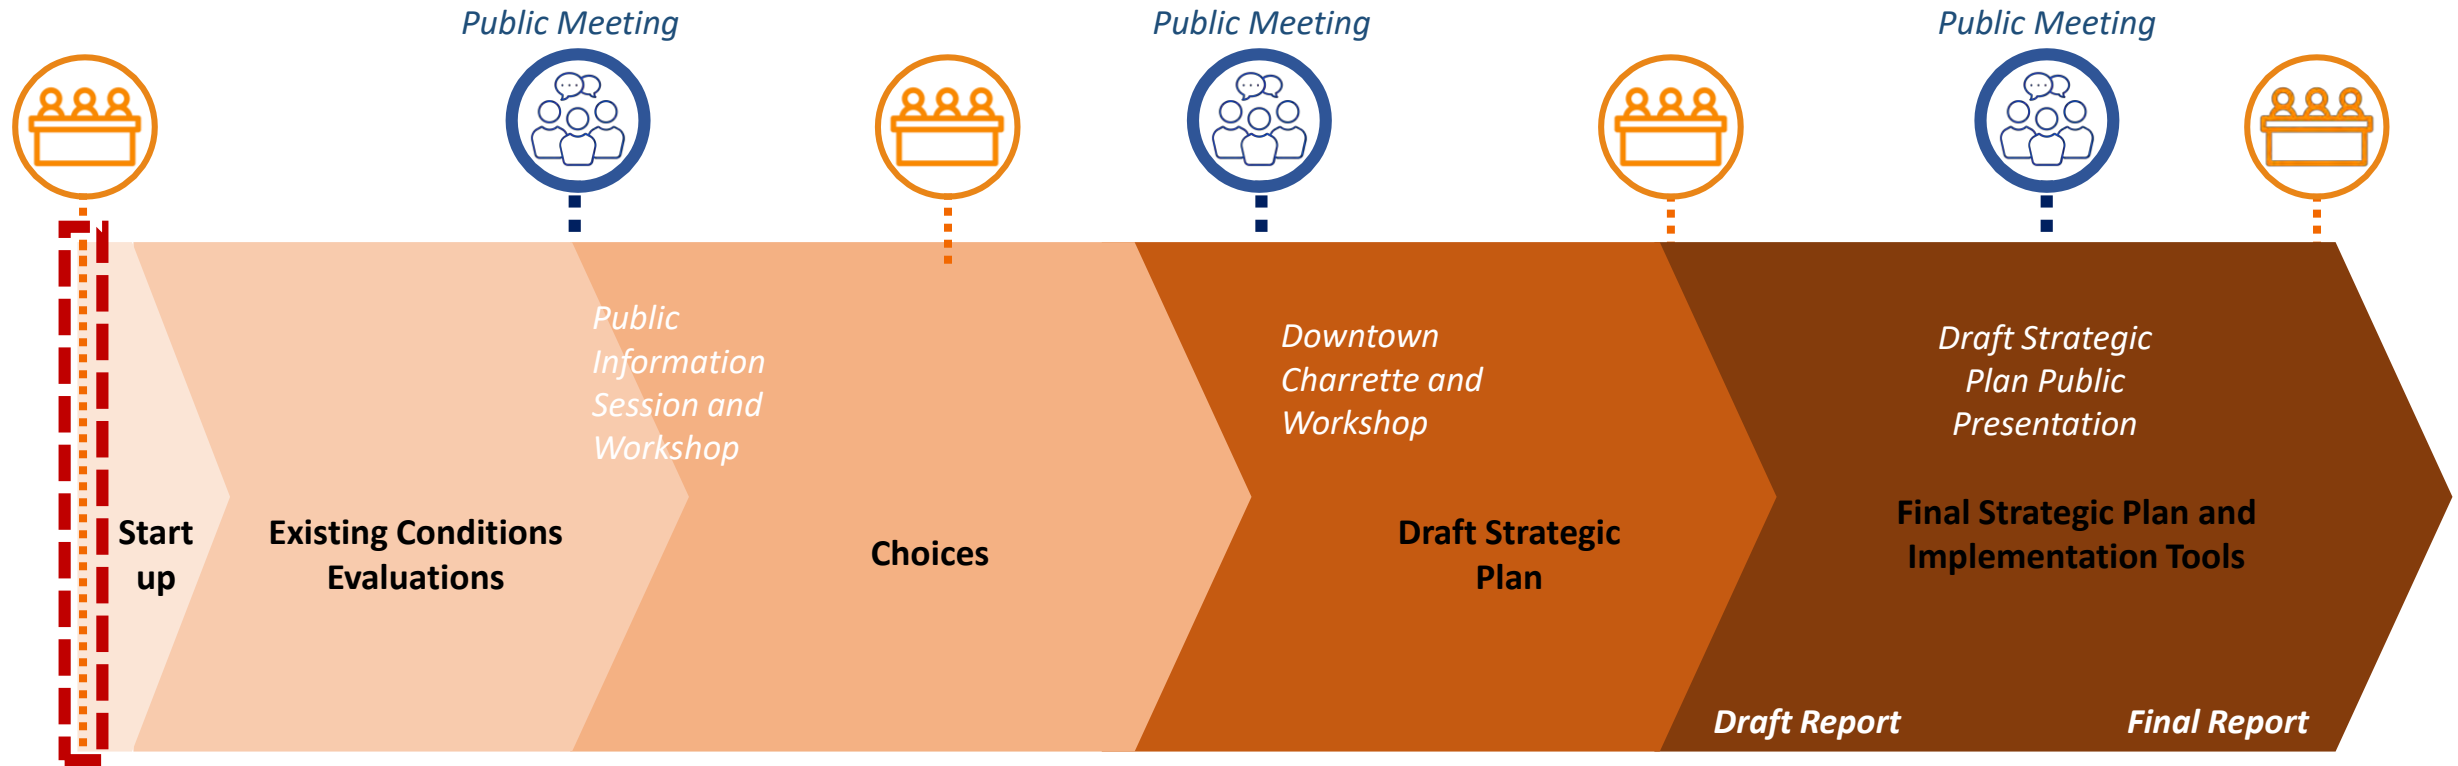 Public Meeting
Public Meeting
Public Meeting
Public
Information
Session and
Workshop
Downtown
Charrette and
Workshop
Draft Strategic
Plan Public
Presentation
Start
up
Existing Conditions
Evaluations
Choices
Draft Strategic
Plan
Final Strategic Plan and
Implementation Tools
Draft Report
Final Report